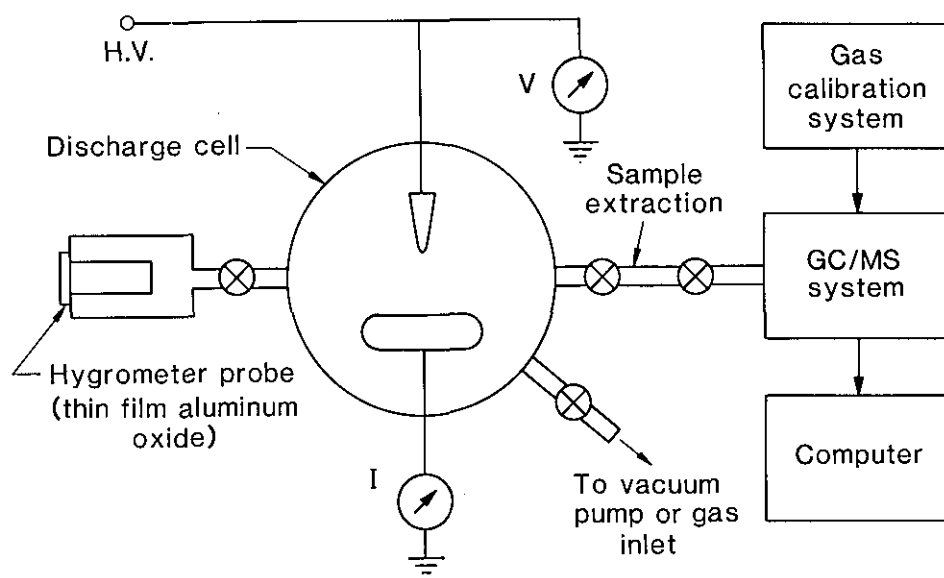 H.V.
V
Gas
calibration
system
Discharge cell
Sample
extraction
GC/MS
system
Hygrometer probe
(thin film aluminum
oxide)
I
To vacuum
pump or gas
inlet
Computer